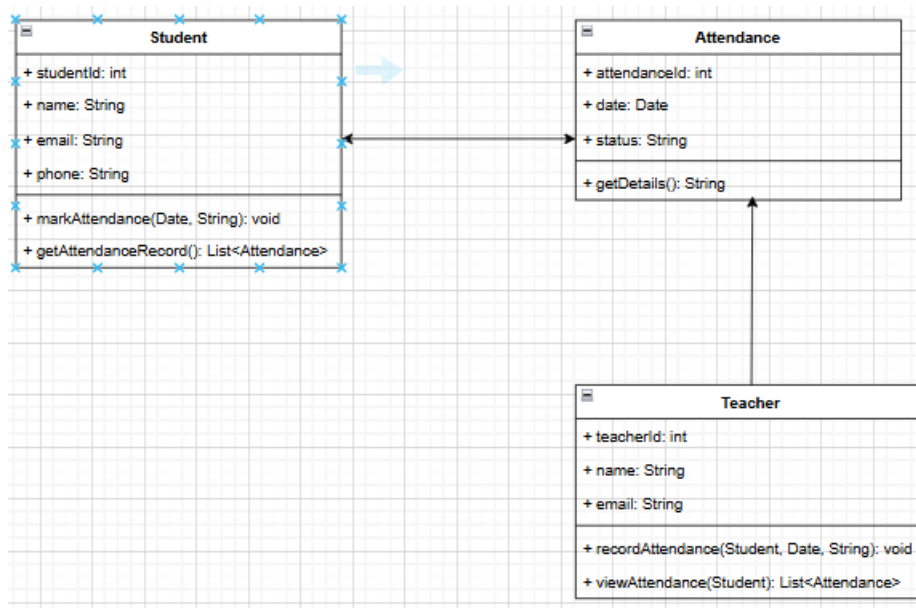 Student
+ studentId: int
+ name: String
+ email: String
+ phone: String
+ markAttendance(Date, String): void
+ getAttendanceRecord(): List<Attendance>
Attendance
+ attendanceId: int
+ date: Date
+ status: String
+ getDetails(): String
Teacher
+ teacherId: int
+ name: String
+ email: String
+ recordAttendance(Student, Date, String): void
+ viewAttendance(Student): List<Attendance>